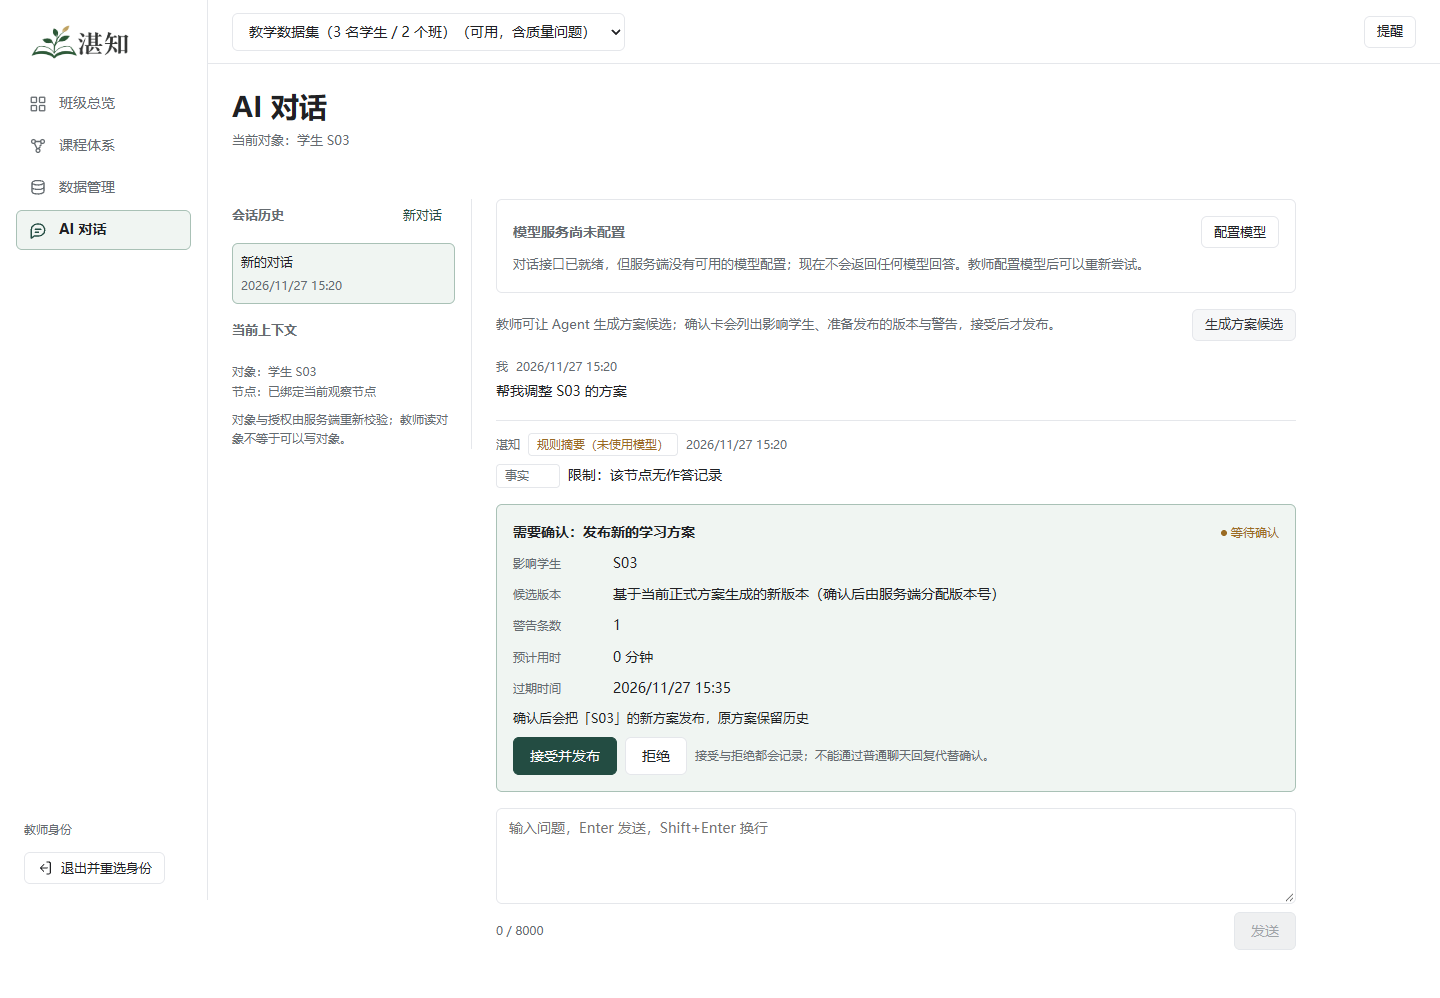 湛知
班级总览
课程体系
数据管理
AI 对话
教师身份
退出并重选身份
教学数据集（3 名学生 / 2 个班）（可用，含质量问题）
提醒
AI 对话
当前对象：学生 S03
会话历史
新对话
新的对话
2026/11/27 15:20
当前上下文
对象：学生 S03
节点：已绑定当前观察节点
对象与授权由服务端重新校验；教师读对
象不等于可以写对象。
模型服务尚未配置
配置模型
对话接口已就绪，但服务端没有可用的模型配置；现在不会返回任何模型回答。教师配置模型后可以重新尝试。
教师可让 Agent 生成方案候选；确认卡会列出影响学生、准备发布的版本与警告，接受后才发布。
生成方案候选
我 2026/11/27 15:20
帮我调整 S03 的方案
湛知 规则摘要（未使用模型） 2026/11/27 15:20
事实 限制：该节点无作答记录
需要确认：发布新的学习方案
等待确认
影响学生 S03
候选版本 基于当前正式方案生成的新版本（确认后由服务端分配版本号）
警告条数 1
预计用时 0 分钟
过期时间 2026/11/27 15:35
确认后会把「S03」的新方案发布，原方案保留历史
接受并发布 拒绝 接受与拒绝都会记录；不能通过普通聊天回复代替确认。
输入问题，Enter 发送，Shift+Enter 换行
0 / 8000
发送